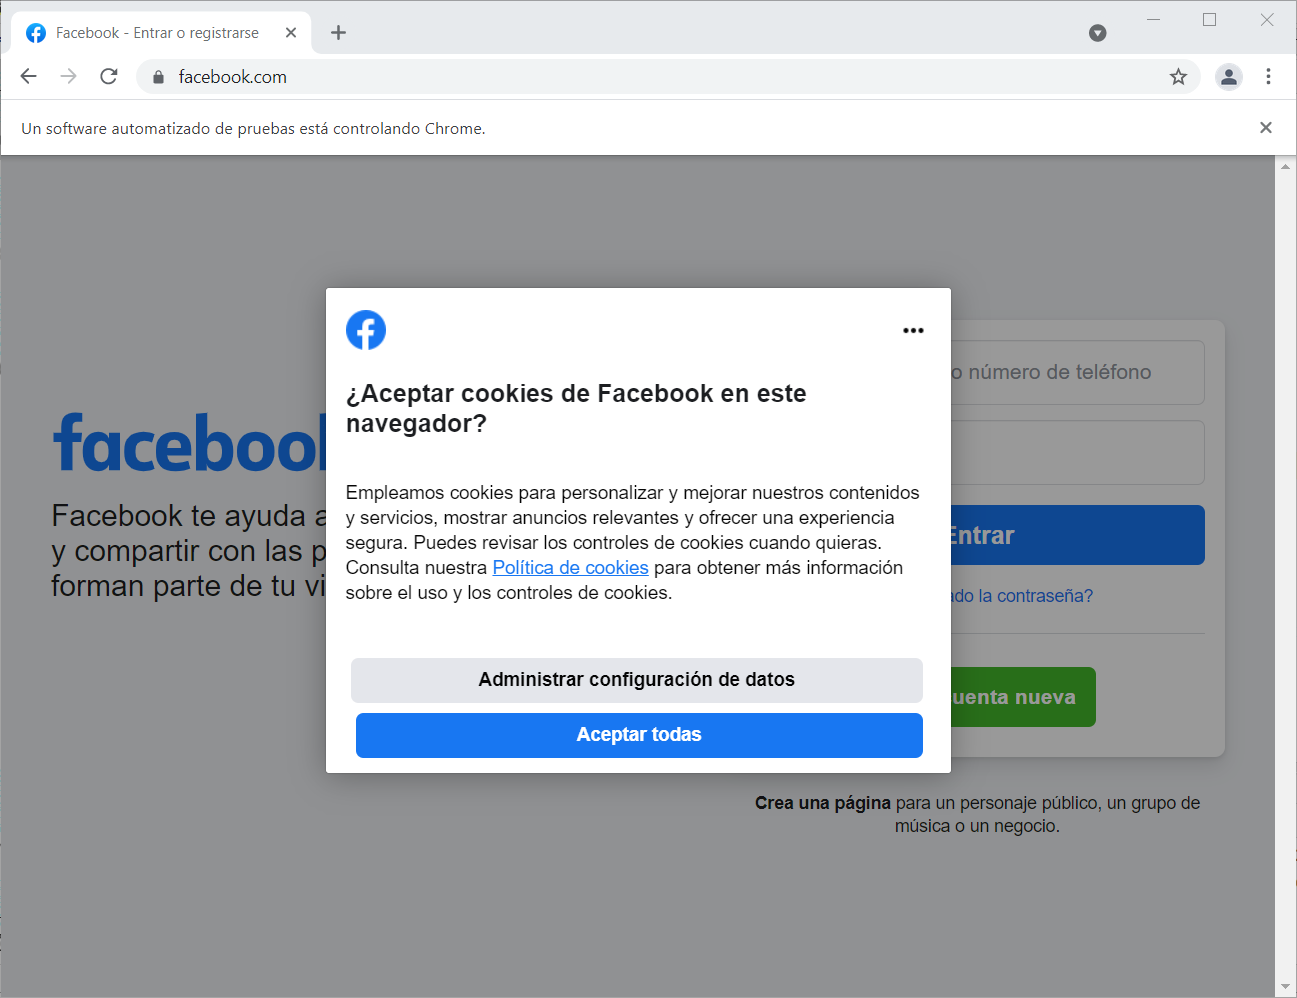 Facebook - Entrar o registrarse
facebook.com
Un software automatizado de pruebas está controlando Chrome.
¿Aceptar cookies de Facebook en este
navegador?
Empleamos cookies para personalizar y mejorar nuestros contenidos
y servicios, mostrar anuncios relevantes y ofrecer una experiencia
segura. Puedes revisar los controles de cookies cuando quieras.
Consulta nuestra Política de cookies para obtener más información
sobre el uso y los controles de cookies.
Administrar configuración de datos
Aceptar todas
Facebook te ayuda a
y compartir con las
forman parte de tu
o número de teléfono
Entrar
la contraseña?
nueva
Crea una página para un personaje público, un grupo de
música o un negocio.